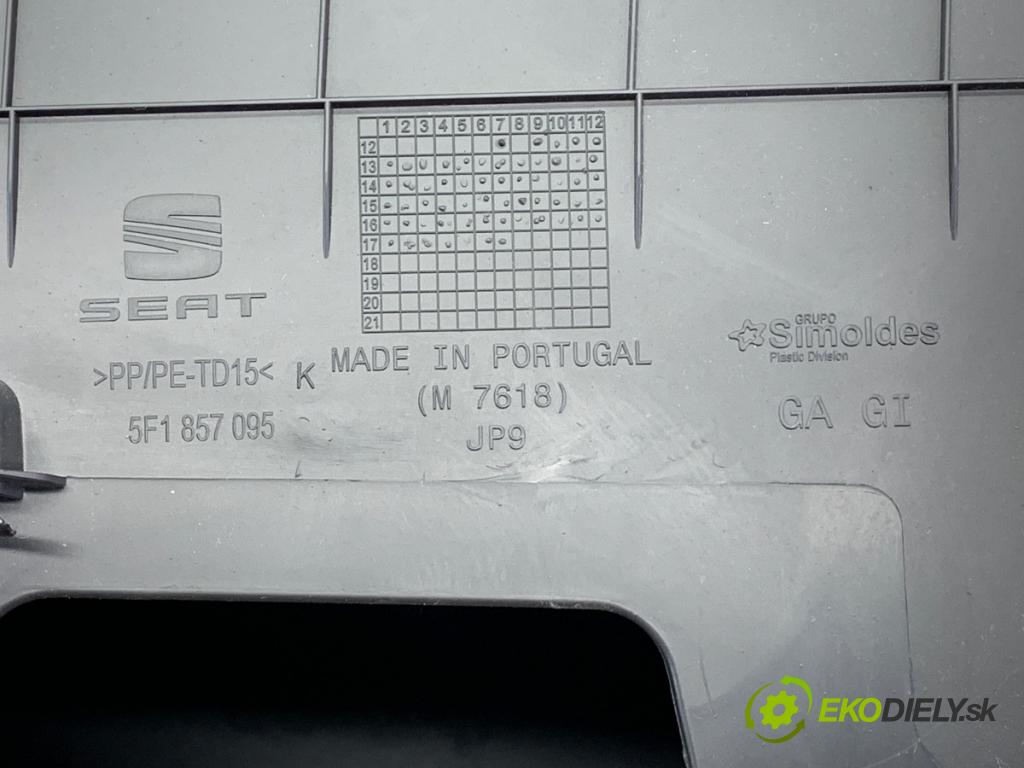 1 2 3 4 5 6 7 8 9 10 11 12
12
13
14
15
16
17
18
19
20
21
SEAT
GRUPO
Simoldes
Plastic Division
>PP/PE-TD15< K MADE IN PORTUGAL
(M 7618)
GA GI
5F1 857 095
JP9
EKODIELY.sk